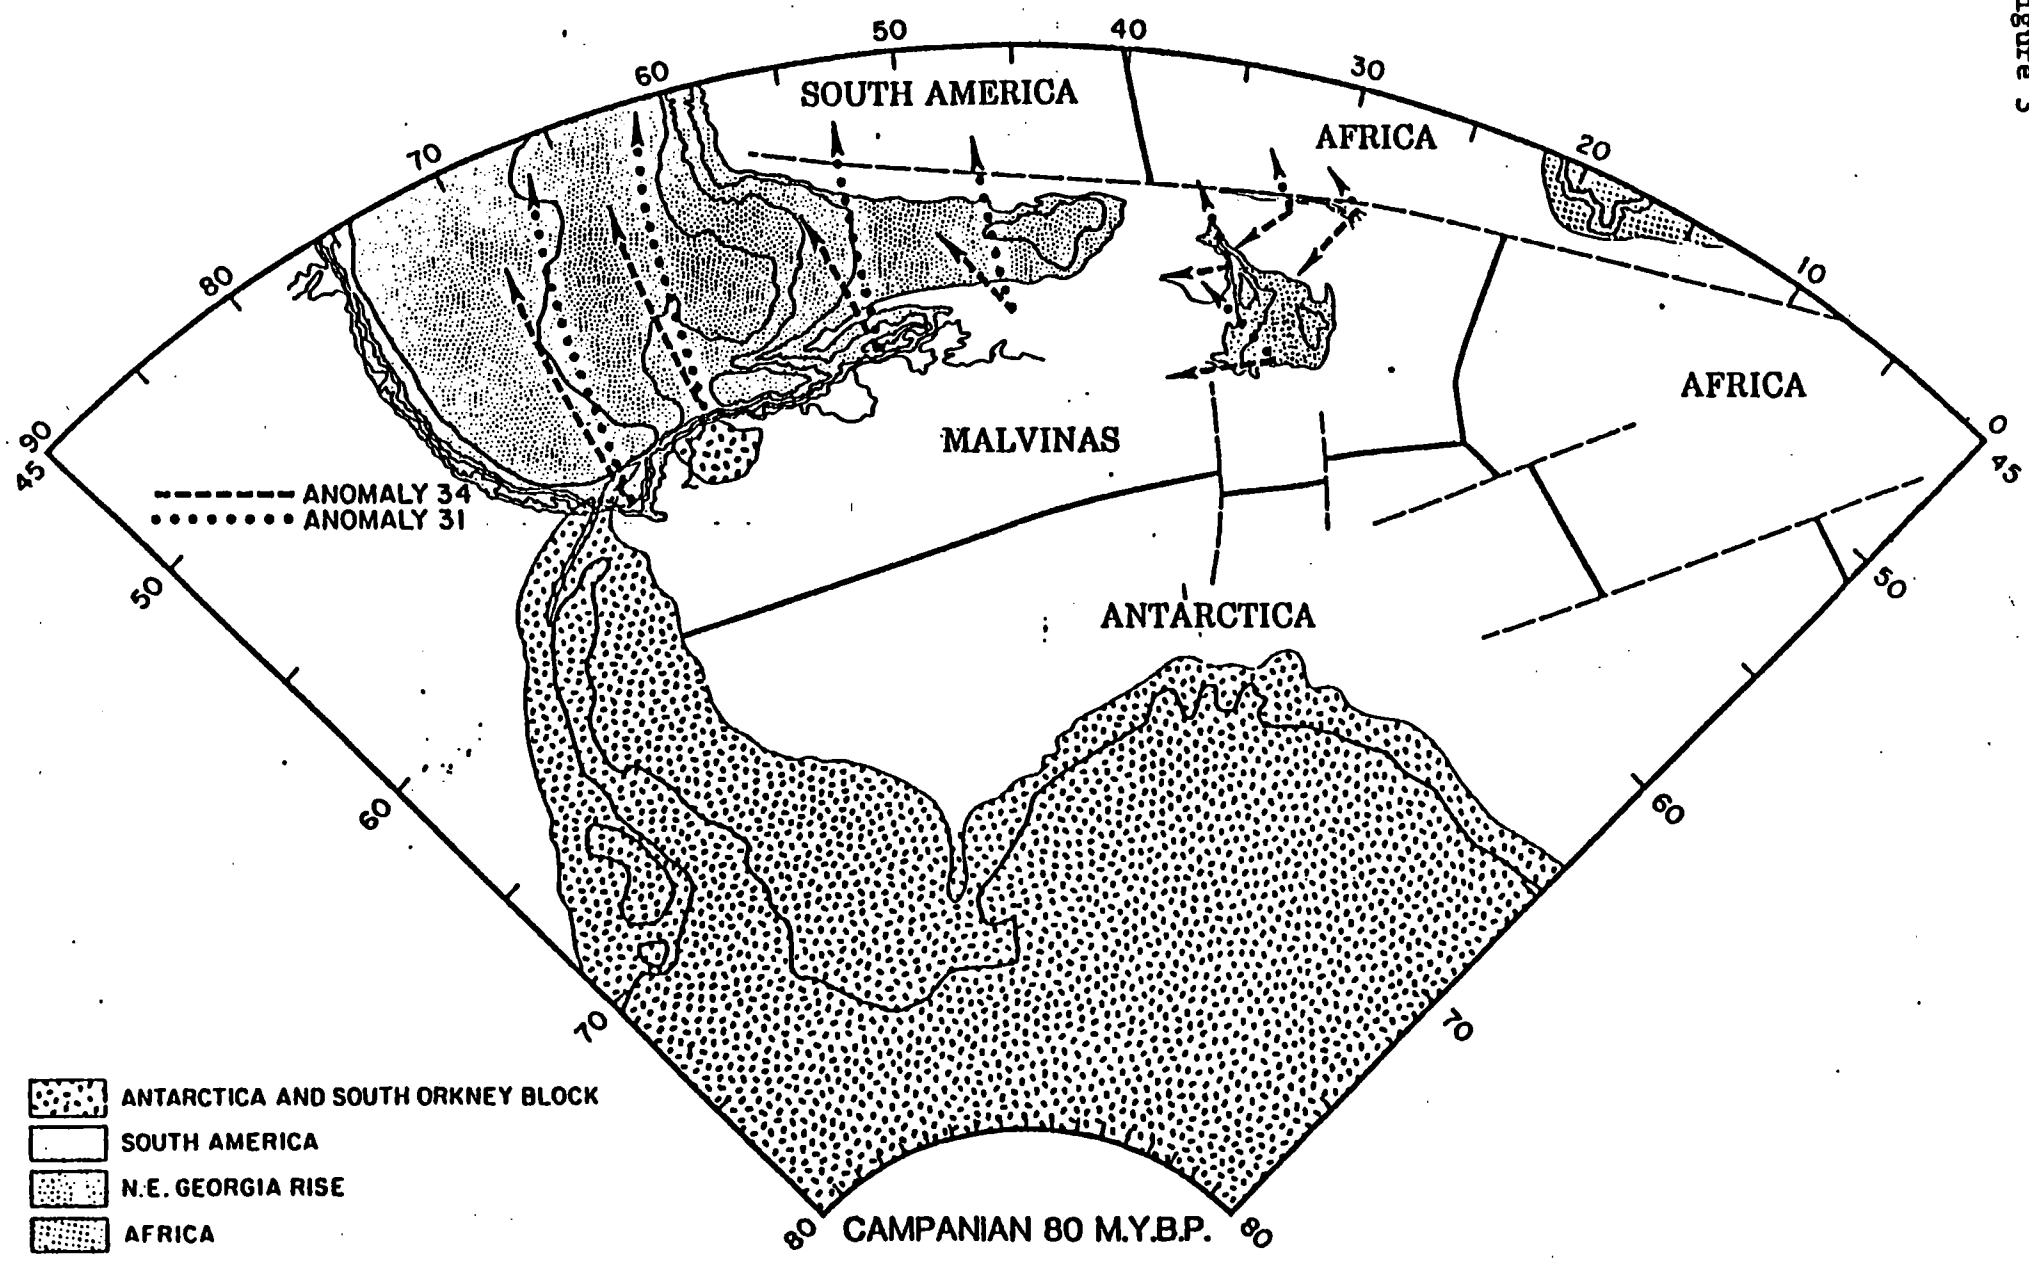 igure 5
50
40
60
30
SOUTH AMERICA
AFRICA
70
20
80
10
AFRICA
90
0
MALVINAS
45
45
ANOMALY 34
ANOMALY 31
50
50
ANTARCTICA
60
60
70
70
ANTARCTICA AND SOUTH ORKNEY BLOCK
SOUTH AMERICA
N.E. GEORGIA RISE
AFRICA
80
CAMPANIAN 80 M.Y.B.P.
80